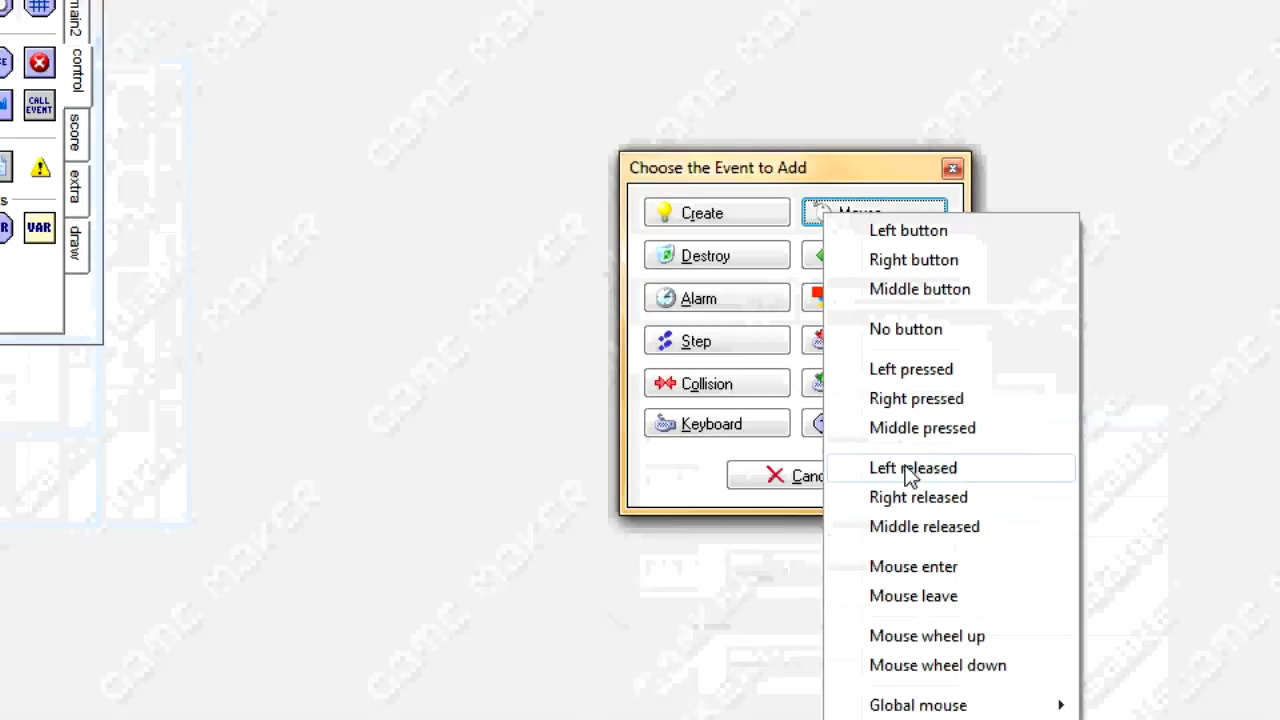 main2
control
score
extra
draw
CALL
EVENT
VAR
Choose the Event to Add
Create
Mouse
Destroy
Alarm
Step
Collision
Keyboard
Left button
Right button
Middle button
No button
Left pressed
Right pressed
Middle pressed
Left released
Right released
Middle released
Mouse enter
Mouse leave
Mouse wheel up
Mouse wheel down
Global mouse